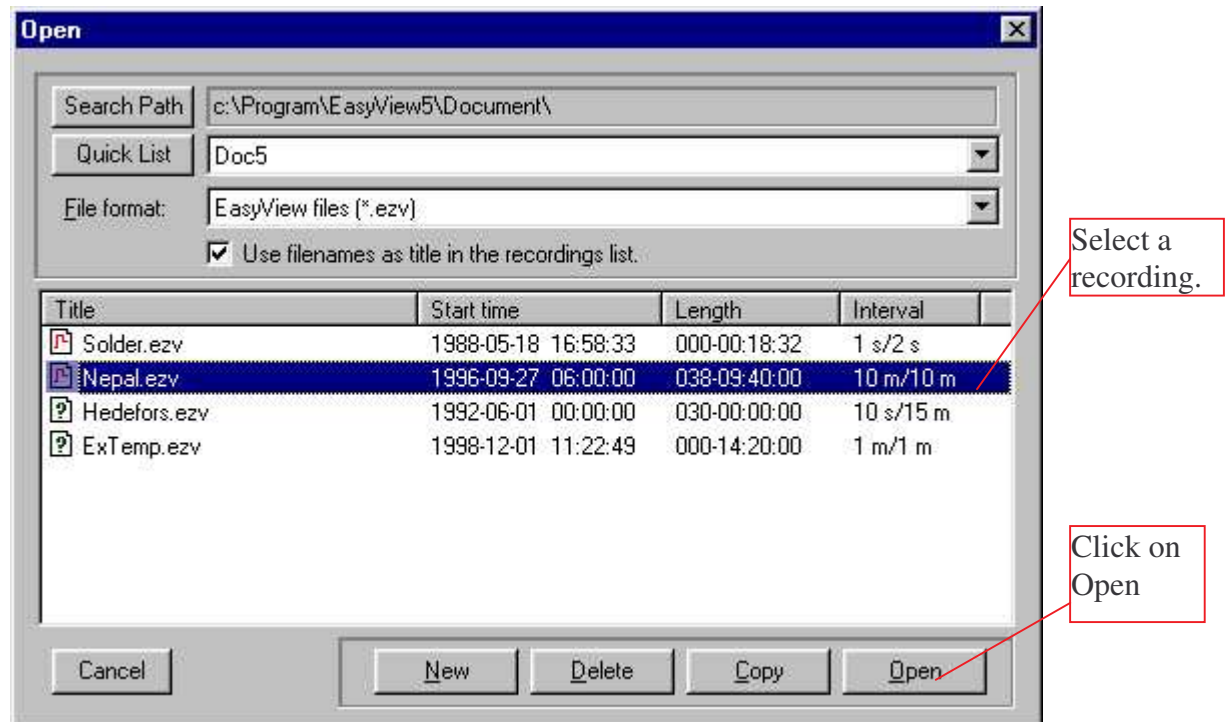 Open
Search Path c:\Program\EasyView5\Document\
Quick List Doc5
File format: EasyView files (*.ezv)
Use filenames as title in the recordings list.
Title Start time Length Interval
Solder.ezv 1988-05-18 16:58:33 000-00:18:32 1 s/2 s
Nepal.ezv 1996-09-27 06:00:00 038-09:40:00 10 m/10 m
Hedefors.ezv 1992-06-01 00:00:00 030-00:00:00 10 s/15 m
ExTemp.ezv 1998-12-01 11:22:49 000-14:20:00 1 m/1 m
Cancel New Delete Copy Open
Select a
recording.
Click on
Open